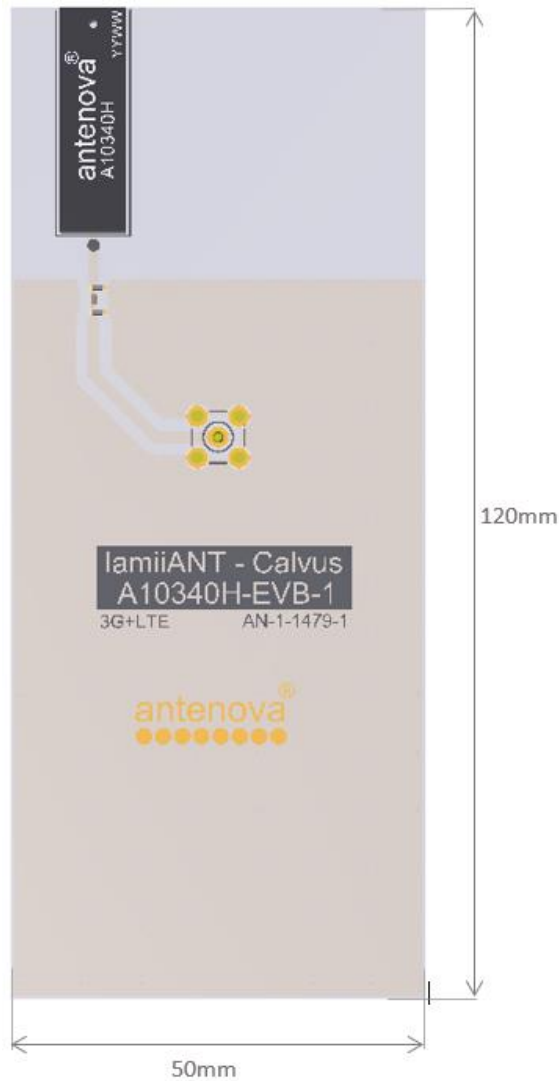 antenova®
A10340H
YYWW
120mm
lamiiANT - Calvus
A10340H-EVB-1
3G+LTE AN-1-1479-1
antenova®
50mm